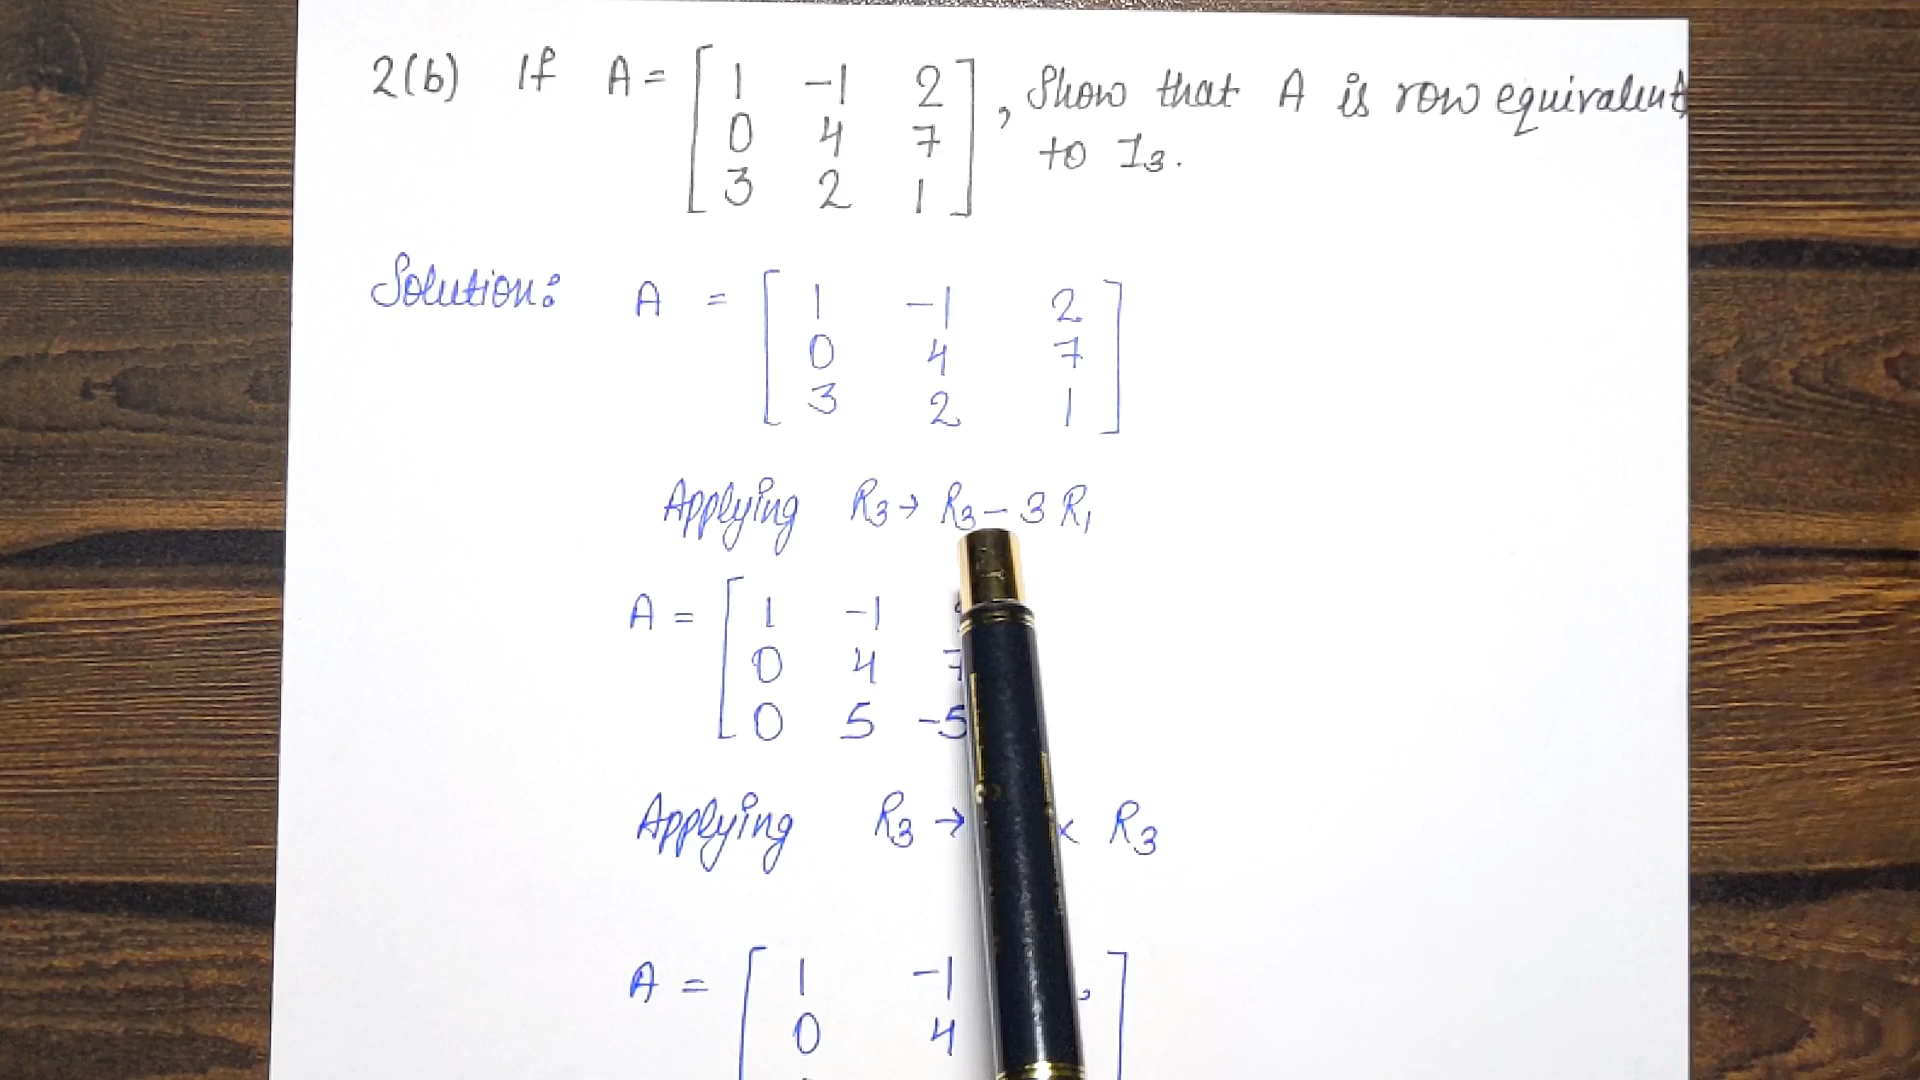 2(b) If A = [ 1 -1 2 ] , Show that A is row equivalent
[ 0 4 7 ] to I₃.
[ 3 2 1 ]
Solution: A = [ 1 -1 2 ]
[ 0 4 7 ]
[ 3 2 1 ]
Applying R₃ → R₃ - 3 R₁
A = [ 1 -1
[ 0 4 7
[ 0 5 -5
Applying R₃ → × R₃
A = [ 1 -1 ]
[ 0 4 ]